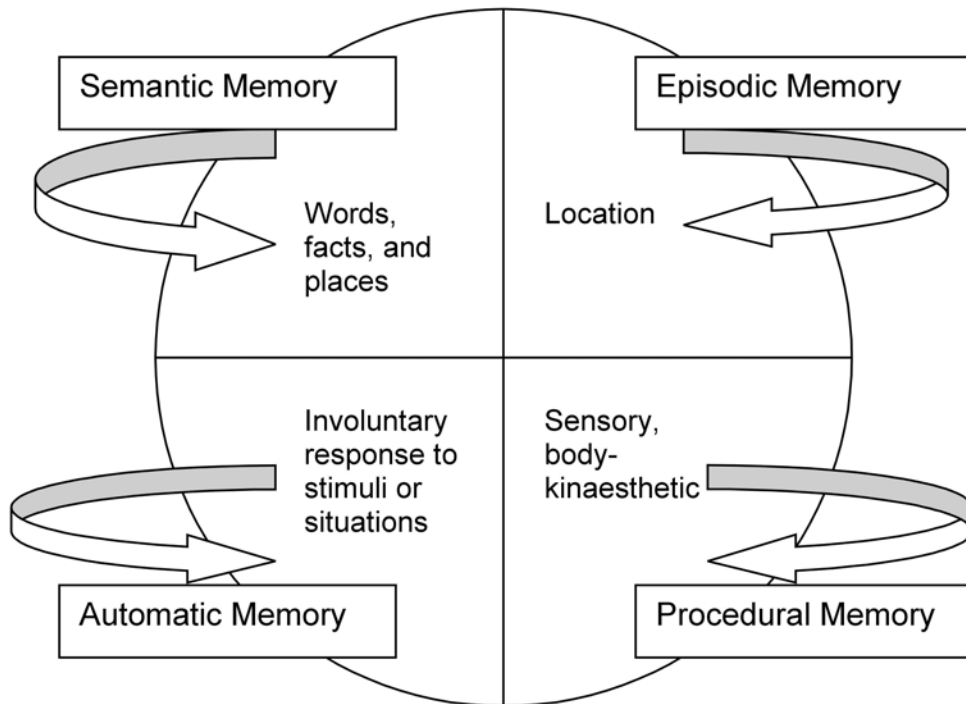 Semantic Memory
Episodic Memory
Words,
facts, and
places
Location
Involuntary
response to
stimuli or
situations
Sensory,
body-
kinaesthetic
Automatic Memory
Procedural Memory